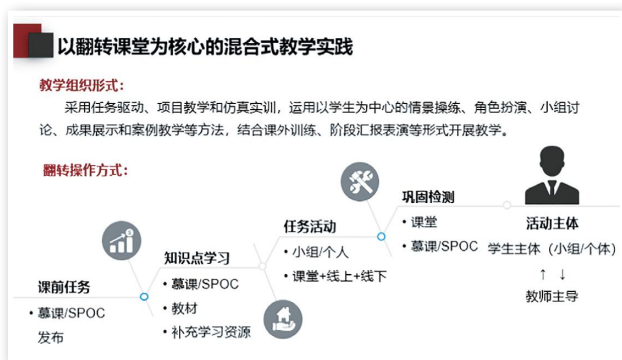 以翻转课堂为核心的混合式教学实践
教学组织形式：
采用任务驱动、项目教学和仿真实训，运用以学生为中心的情景操练、角色扮演、小组讨
论、成果展示和案例教学等方法，结合课外训练、阶段汇报表演等形式开展教学。
翻转操作方式：
课前任务
• 慕课/SPOC
发布
知识点学习
• 慕课/SPOC
• 教材
• 补充学习资源
任务活动
• 小组/个人
• 课堂+线上+线下
巩固检测
• 课堂
• 慕课/SPOC
活动主体
学生主体（小组/个体）
↑ ↓
教师主导